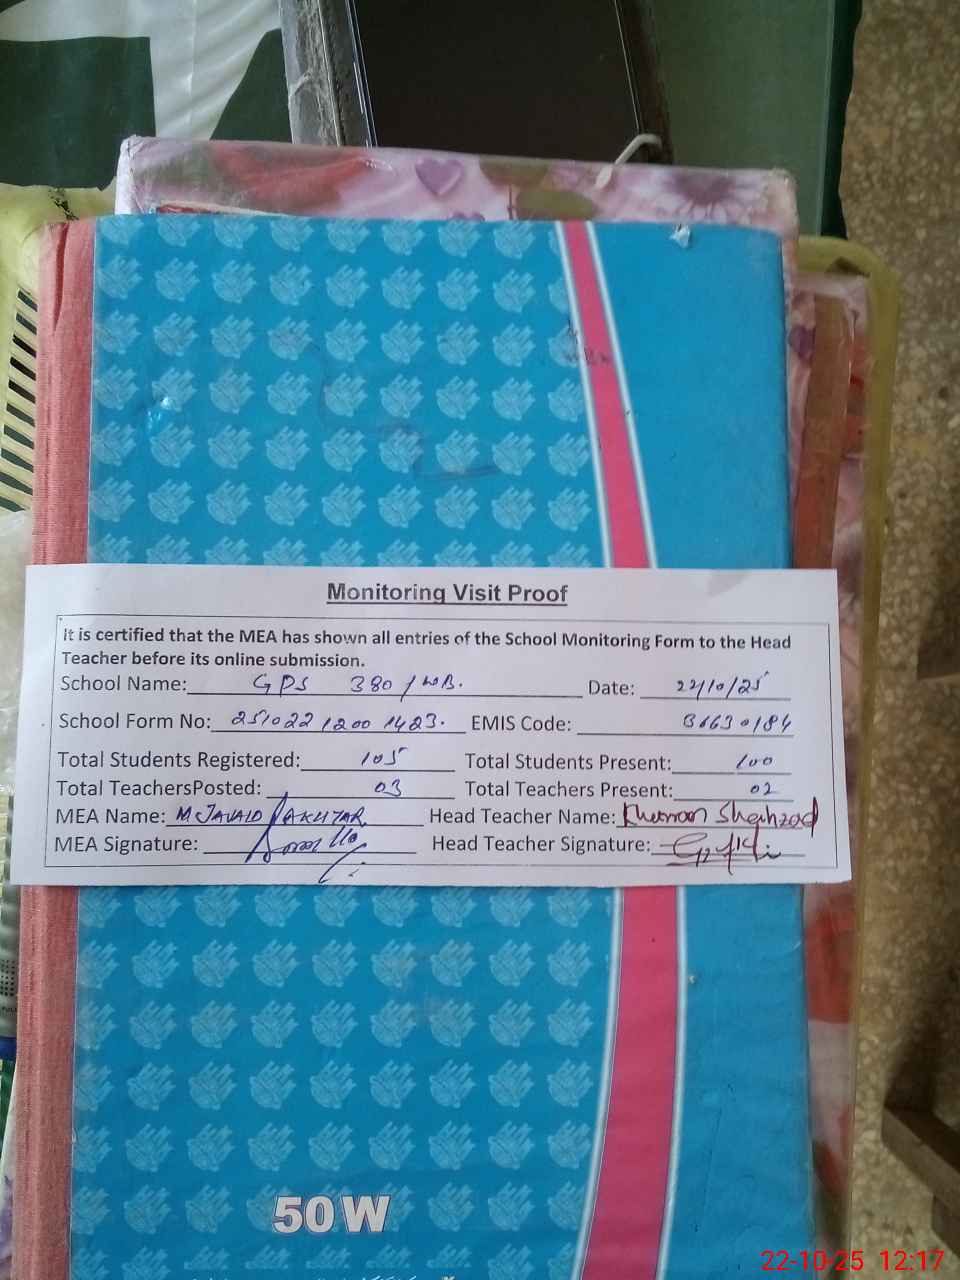 Monitoring Visit Proof
It is certified that the MEA has shown all entries of the School Monitoring Form to the Head
Teacher before its online submission.
School Name: GPS 380/WB. Date: 22/10/25
School Form No: 251022 1200 1423. EMIS Code: 36630184
Total Students Registered: 105 Total Students Present: 100
Total TeachersPosted: 03 Total Teachers Present: 02
MEA Name: M JAVAID AKHTAR Head Teacher Name: Khurram Shahzad
MEA Signature: Head Teacher Signature:
50W
22-10-25 12:17